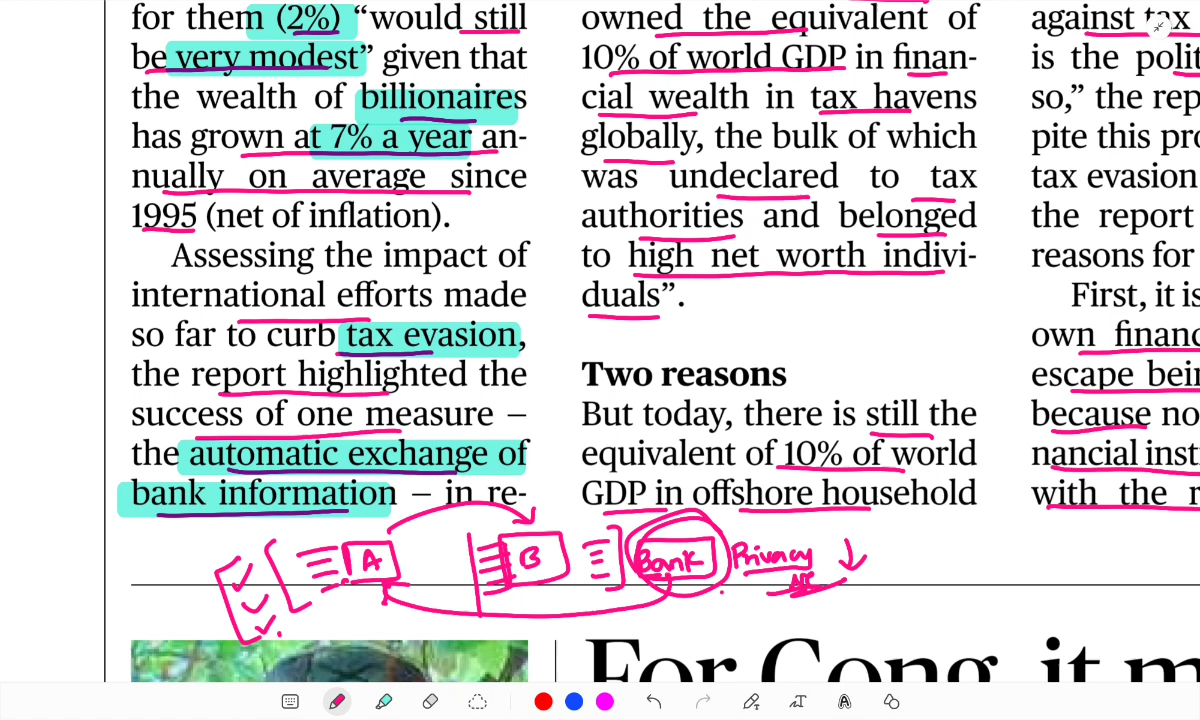 for them (2%) “would still
be very modest” given that
the wealth of billionaires
has grown at 7% a year an-
nually on average since
1995 (net of inflation).
Assessing the impact of
international efforts made
so far to curb tax evasion,
the report highlighted the
success of one measure –
the automatic exchange of
bank information – in re-
owned the equivalent of
10% of world GDP in finan-
cial wealth in tax havens
globally, the bulk of which
was undeclared to tax
authorities and belonged
to high net worth indivi-
duals”.
Two reasons
But today, there is still the
equivalent of 10% of world
GDP in offshore household
against tax
is the polit
so,” the rep
pite this pro
tax evasion
the report
reasons for
First, it is
own financ
escape bein
because no
nancial inst
with the r
A B Bank Privacy
For Cong, it m